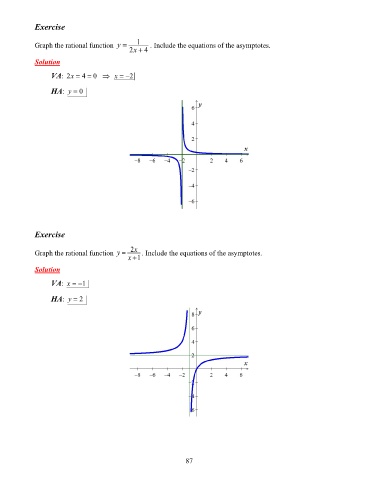 Exercise
Graph the rational function y = 1/(2x + 4). Include the equations of the asymptotes.
Solution
VA: 2x = 4 = 0 ⇒ x = −2
HA: y = 0
y
6
4
2
x
−8 −6 −4 −2 2 4 6
−2
−4
−6
Exercise
Graph the rational function y = 2x/(x + 1). Include the equations of the asymptotes.
Solution
VA: x = −1
HA: y = 2
8 y
6
4
2
x
−8 −6 −4 −2 2 4 6
87